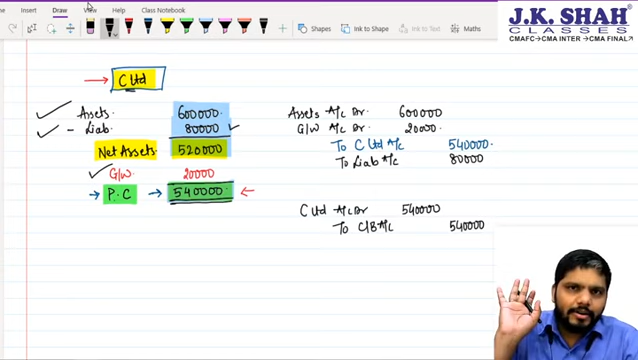 Insert Draw View Help Class Notebook
Shapes Ink to Shape Ink to Text
J.K. SHAH
CLASSES
CMAFC→CMA INTER→CMA FINAL
C Ltd
Assets 600000
- Liab 80000
Net Assets 520000
G/W 20000
P.C 540000
Assets A/c Dr. 600000
G/W A/c Dr. 20000
To C Ltd A/c 540000
To Liab A/c 80000
C Ltd A/c Dr 540000
To C/B A/c 540000